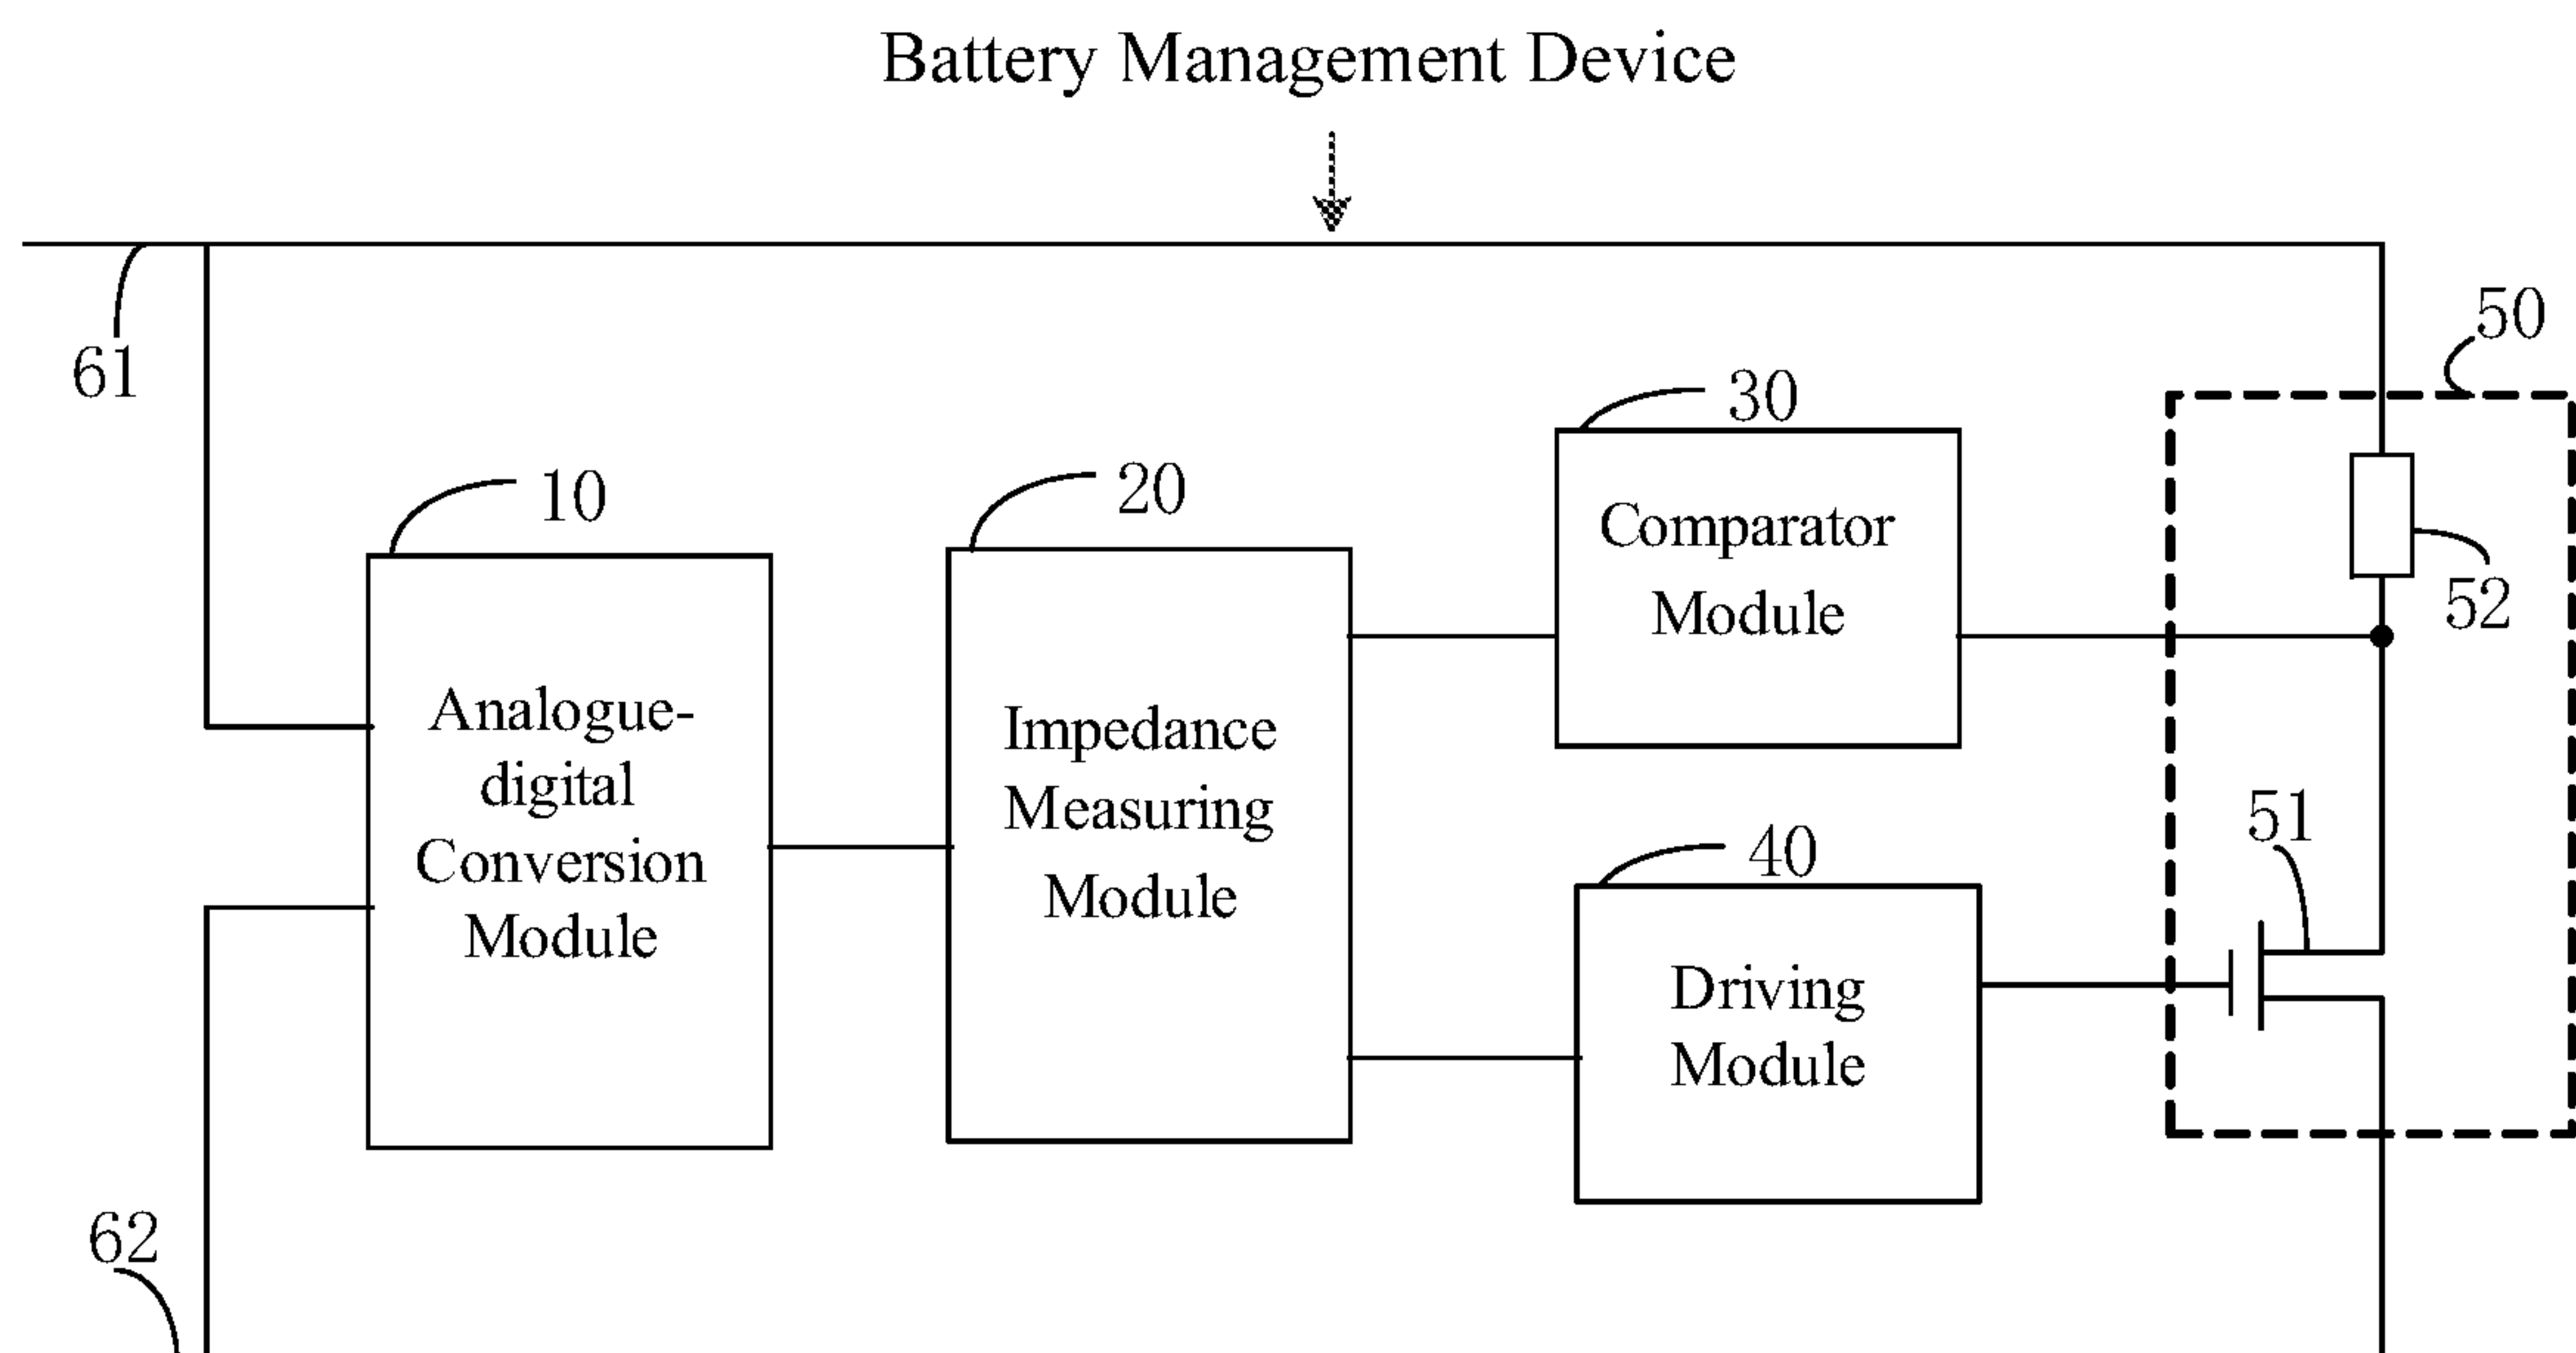 Battery Management Device
61
50
30
10
20
Comparator
Module
52
Analogue-
digital
Conversion
Module
Impedance
Measuring
Module
51
40
Driving
Module
62